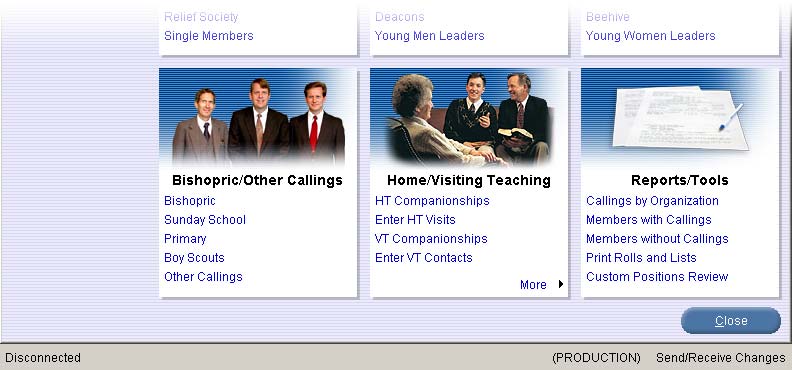 Relief Society
Single Members
Deacons
Young Men Leaders
Beehive
Young Women Leaders
Bishopric/Other Callings
Bishopric
Sunday School
Primary
Boy Scouts
Other Callings
Home/Visiting Teaching
HT Companionships
Enter HT Visits
VT Companionships
Enter VT Contacts
More
Reports/Tools
Callings by Organization
Members with Callings
Members without Callings
Print Rolls and Lists
Custom Positions Review
Close
Disconnected
(PRODUCTION)
Send/Receive Changes